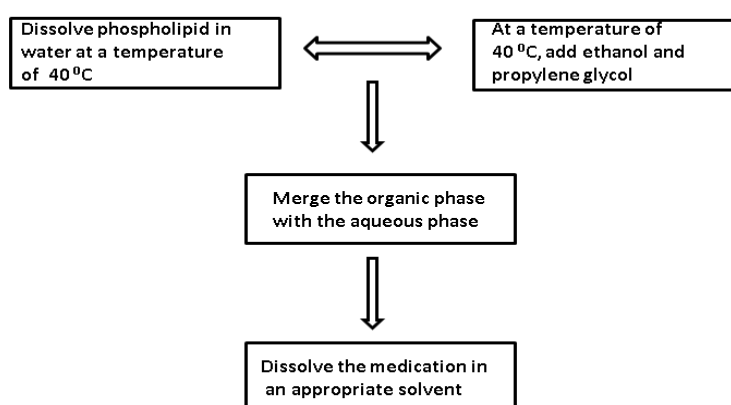 Dissolve phospholipid in
water at a temperature
of 40 ⁰C
At a temperature of
40 ⁰C, add ethanol and
propylene glycol
Merge the organic phase
with the aqueous phase
Dissolve the medication in
an appropriate solvent